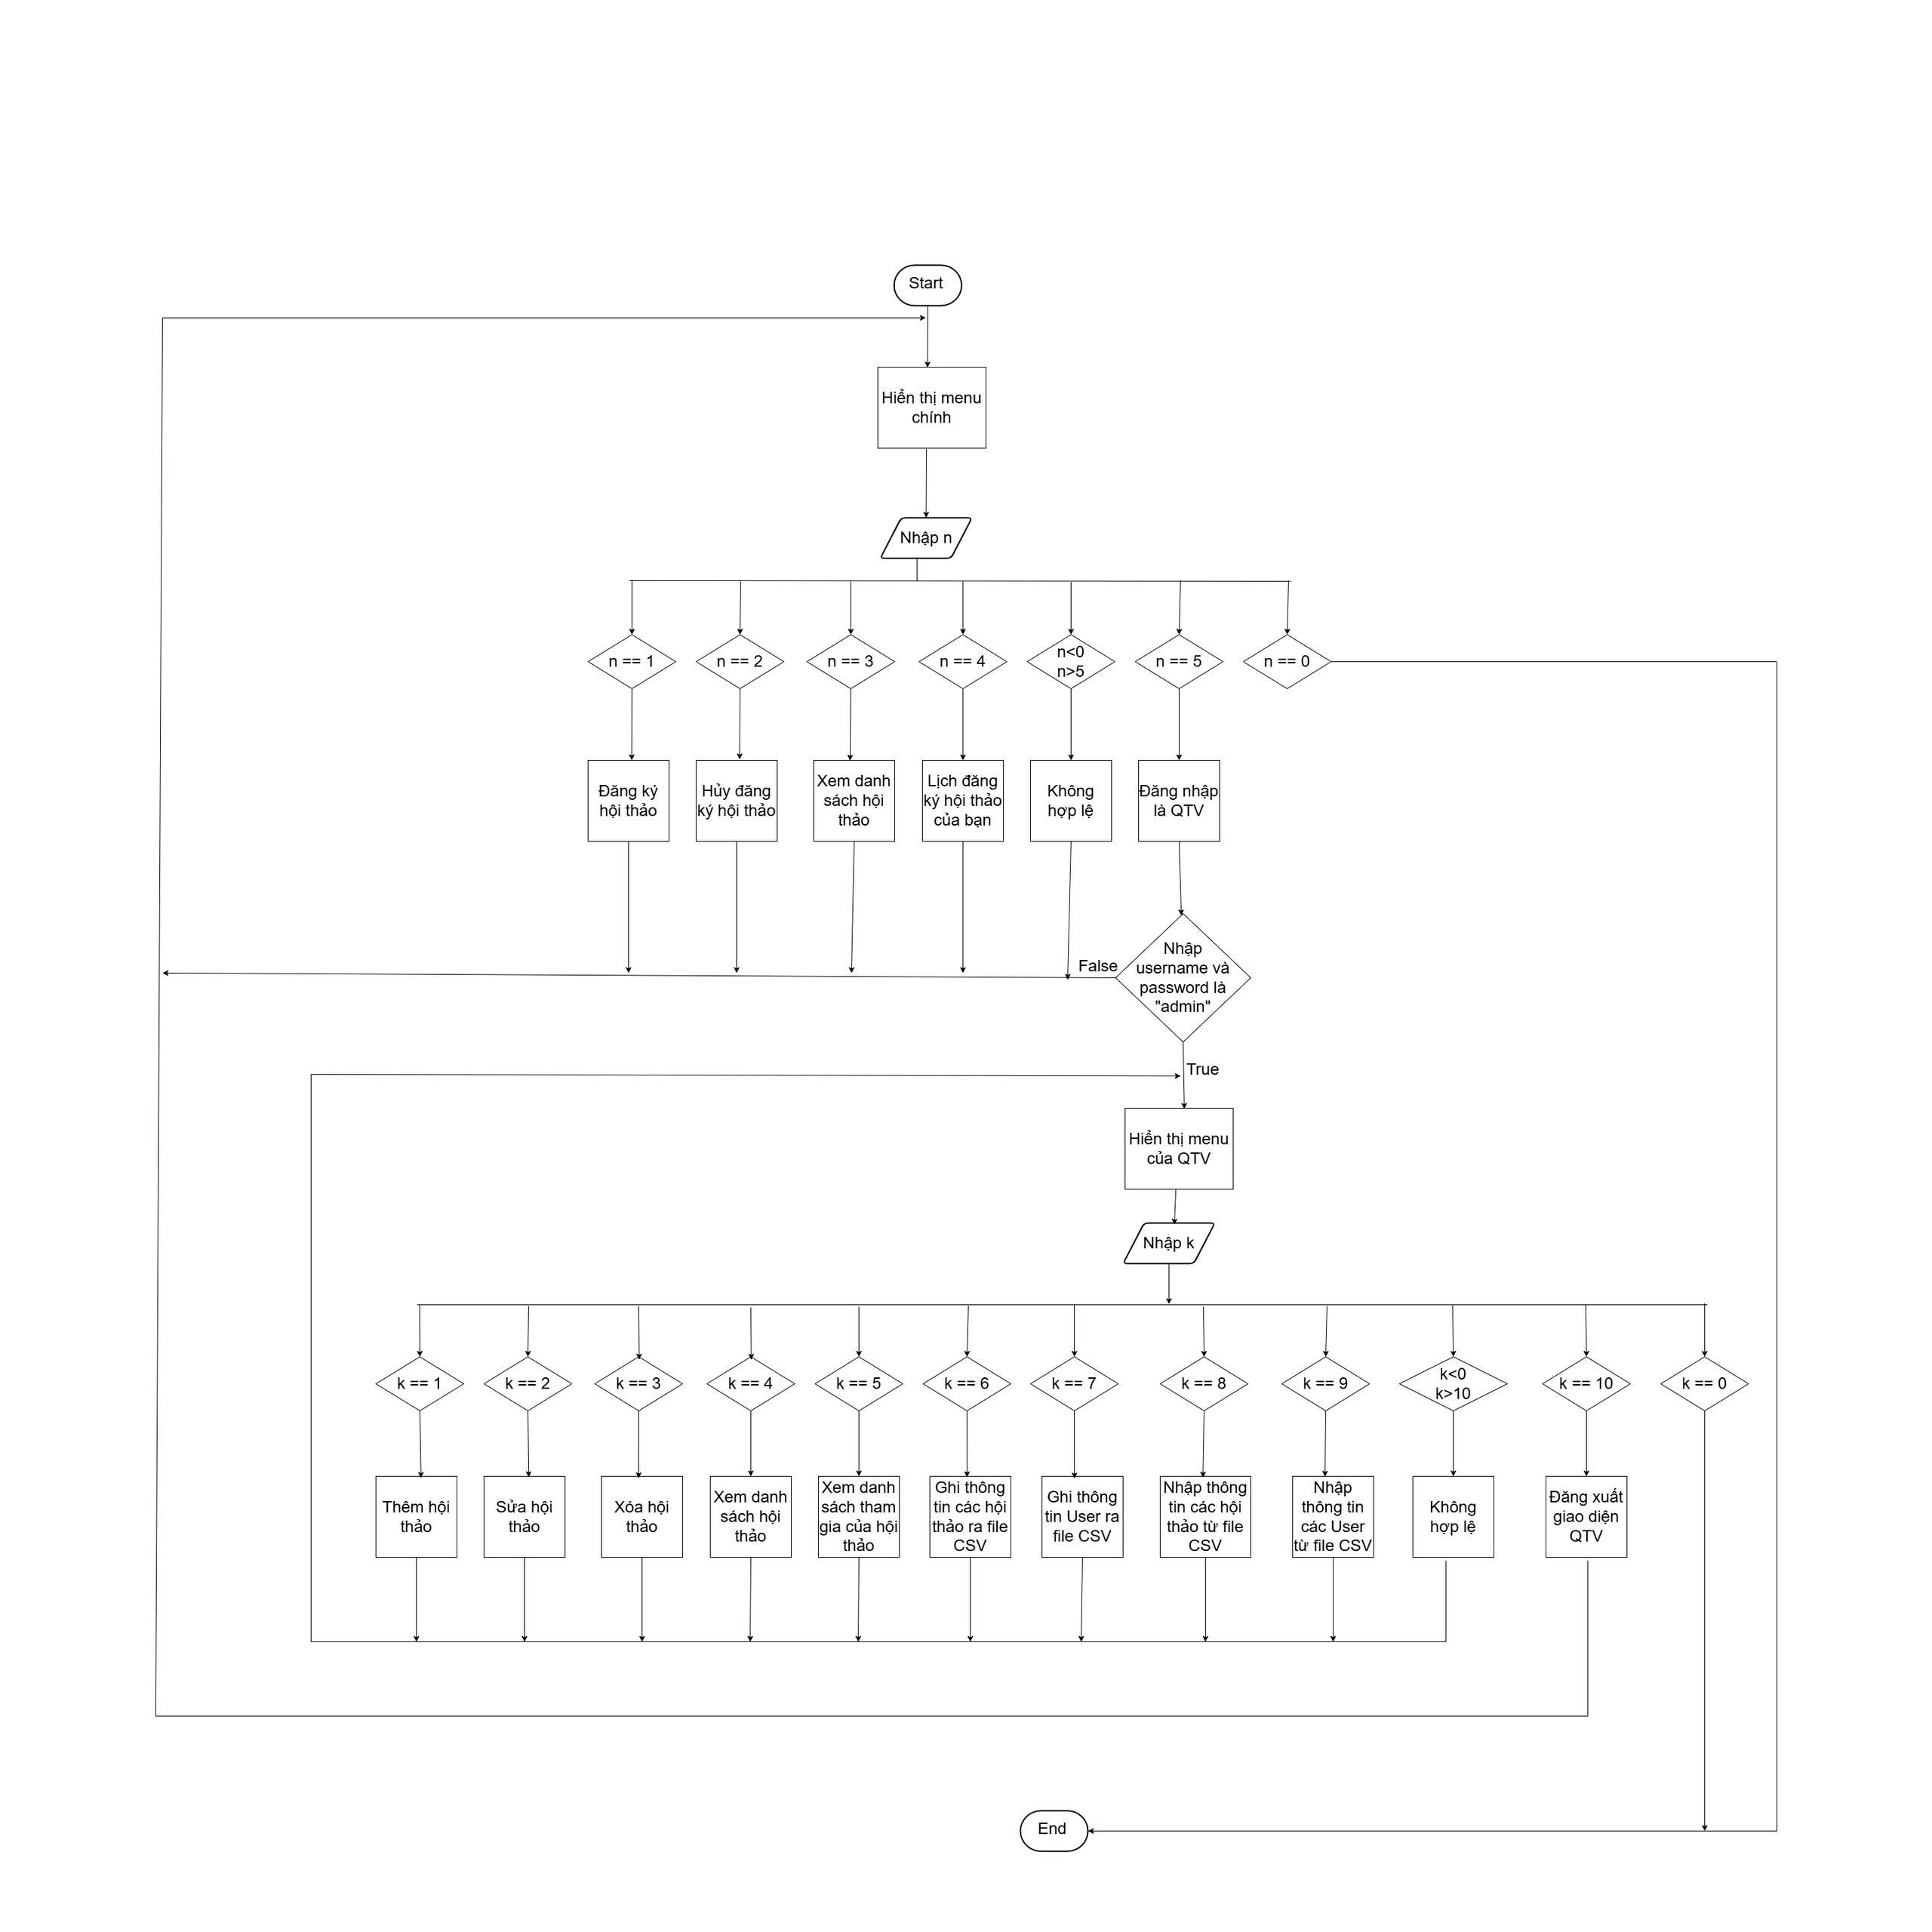 Start
Hiển thị menu
chính
Nhập n
n == 1
n == 2
n == 3
n == 4
n<0
n>5
n == 5
n == 0
Đăng ký
hội thảo
Hủy đăng
ký hội thảo
Xem danh
sách hội
thảo
Lịch đăng
ký hội thảo
của bạn
Không
hợp lệ
Đăng nhập
là QTV
False
Nhập
username và
password là
"admin"
True
Hiển thị menu
của QTV
Nhập k
k == 1
k == 2
k == 3
k == 4
k == 5
k == 6
k == 7
k == 8
k == 9
k<0
k>10
k == 10
k == 0
Thêm hội
thảo
Sửa hội
thảo
Xóa hội
thảo
Xem danh
sách hội
thảo
Xem danh
sách tham
gia của hội
thảo
Ghi thông
tin các hội
thảo ra file
CSV
Ghi thông
tin User ra
file CSV
Nhập thông
tin các hội
thảo từ file
CSV
Nhập
thông tin
các User
từ file CSV
Không
hợp lệ
Đăng xuất
giao diện
QTV
End